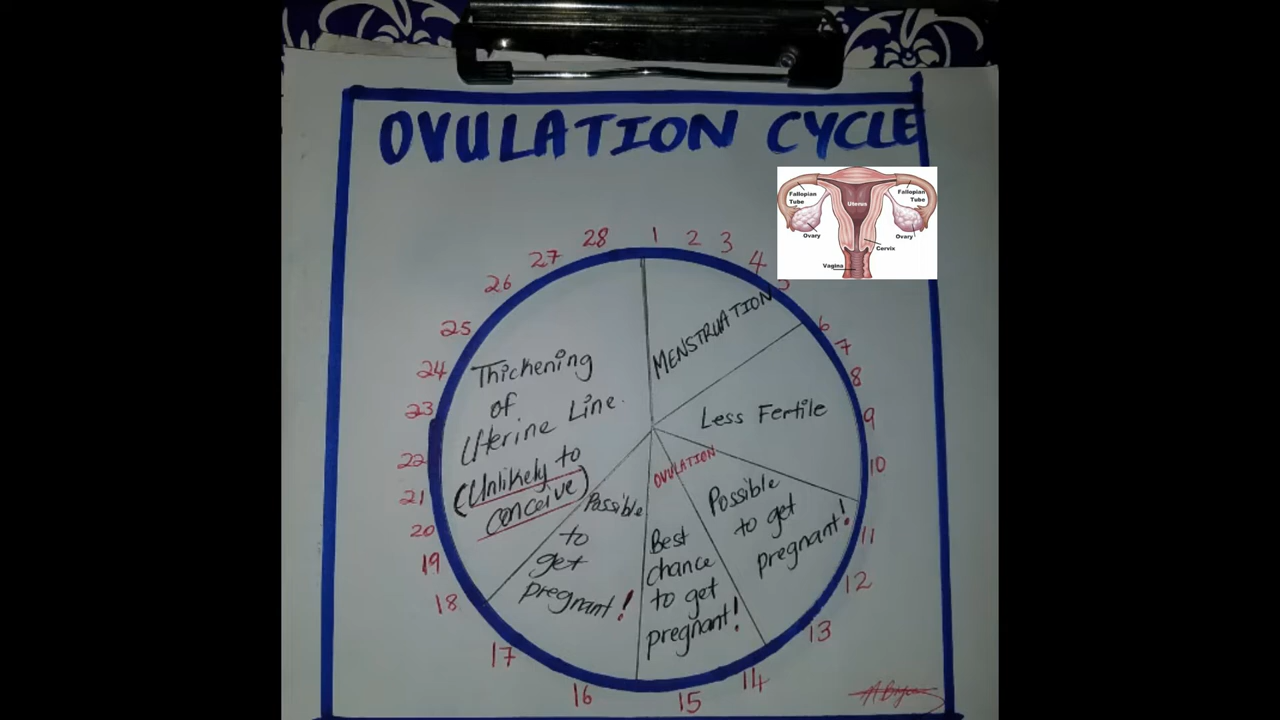 OVULATION CYCLE
Fallopian
Tube
Uterus
Fallopian
Tube
Ovary
Ovary
Cervix
Vagina
1
2
3
4
5
6
7
8
9
10
11
12
13
14
15
16
17
18
19
20
21
22
23
24
25
26
27
28
MENSTRUATION
Less Fertile
Possible
to get
pregnant!
OVULATION
Best
chance
to get
pregnant!
Possible
to
get
pregnant!
Thickening
of
Uterine Line.
(Unlikely to
conceive)